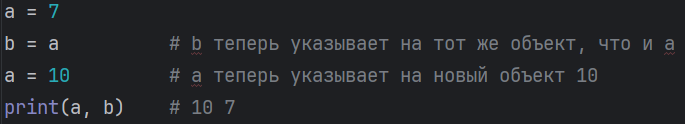 a = 7
b = a # b теперь указывает на тот же объект, что и a
a = 10 # a теперь указывает на новый объект 10
print(a, b) # 10 7